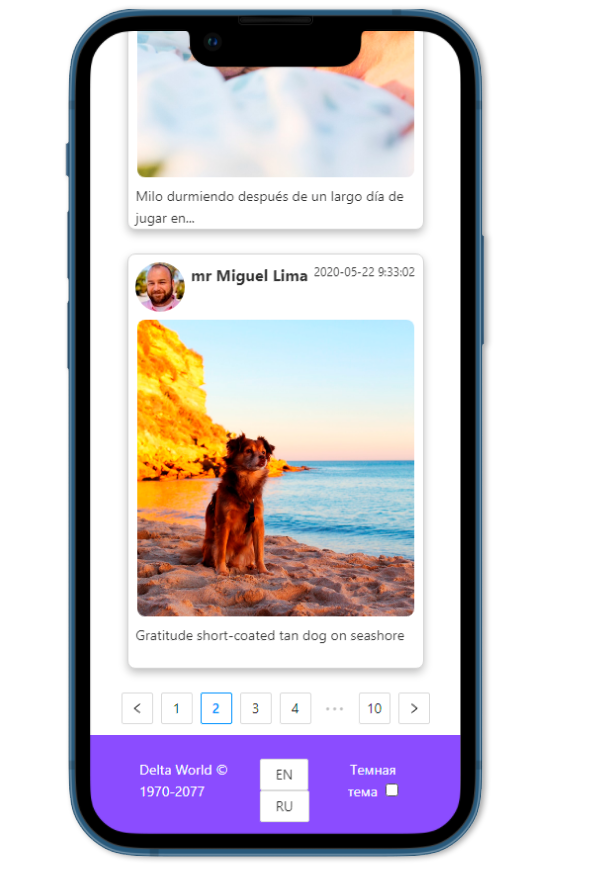 Milo durmiendo después de un largo día de
jugar en...
mr Miguel Lima 2020-05-22 9:33:02
Gratitude short-coated tan dog on seashore
< 1 2 3 4 ••• 10 >
Delta World © EN Темная
1970-2077 RU тема